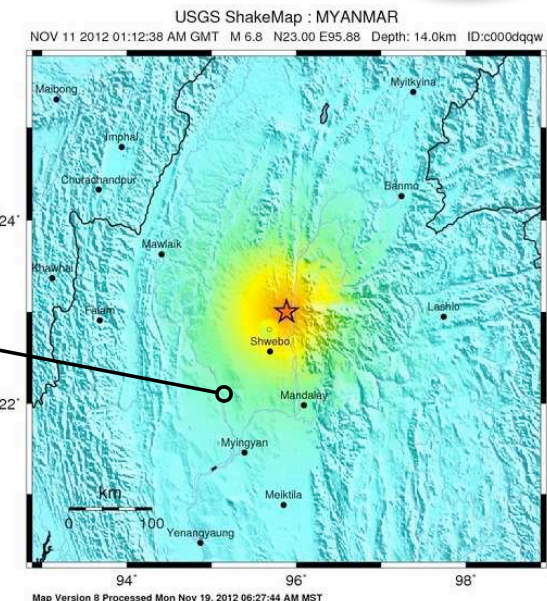 USGS ShakeMap : MYANMAR
NOV 11 2012 01:12:38 AM GMT M 6.8 N23.00 E95.88 Depth: 14.0km ID:c000dqqw
Maibong
Myitkyina
Imphal
Churachandpur
Banmo
24°
Mawlaik
Khawhai
Falam
Lashio
Shwebo
22°
Mandalay
Myingyan
km
0 100
Meiktila
Yenangyaung
94° 96° 98°
Map Version 8 Processed Mon Nov 19, 2012 06:27:44 AM MST